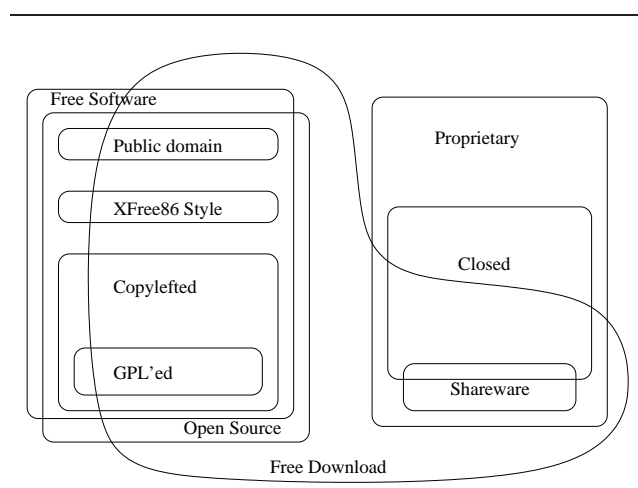 Free Software
Public domain
XFree86 Style
Copylefted
GPL'ed
Open Source
Proprietary
Closed
Shareware
Free Download